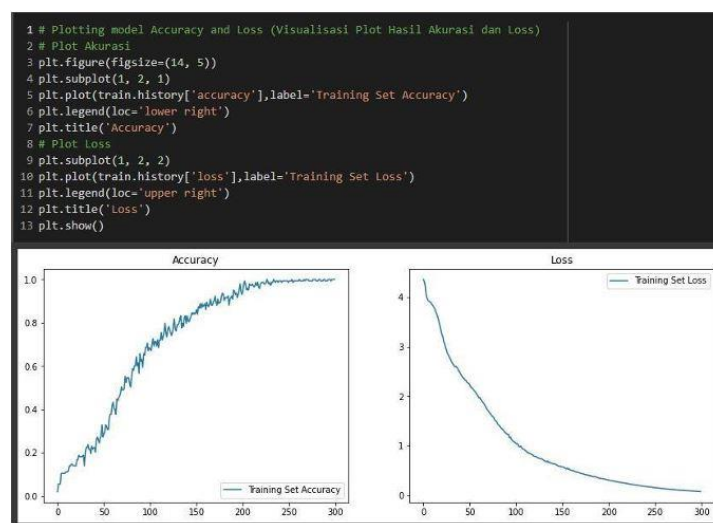 1 # Plotting model Accuracy and Loss (Visualisasi Plot Hasil Akurasi dan Loss)
2 # Plot Akurasi
3 plt.figure(figsize=(14, 5))
4 plt.subplot(1, 2, 1)
5 plt.plot(train.history['accuracy'],label='Training Set Accuracy')
6 plt.legend(loc='lower right')
7 plt.title('Accuracy')
8 # Plot Loss
9 plt.subplot(1, 2, 2)
10 plt.plot(train.history['loss'],label='Training Set Loss')
11 plt.legend(loc='upper right')
12 plt.title('Loss')
13 plt.show()
Accuracy
1.0
0.8
0.6
0.4
0.2
0.0
Training Set Accuracy
0 50 100 150 200 250 300
Loss
Training Set Loss
4
3
2
1
0
0 50 100 150 200 250 300